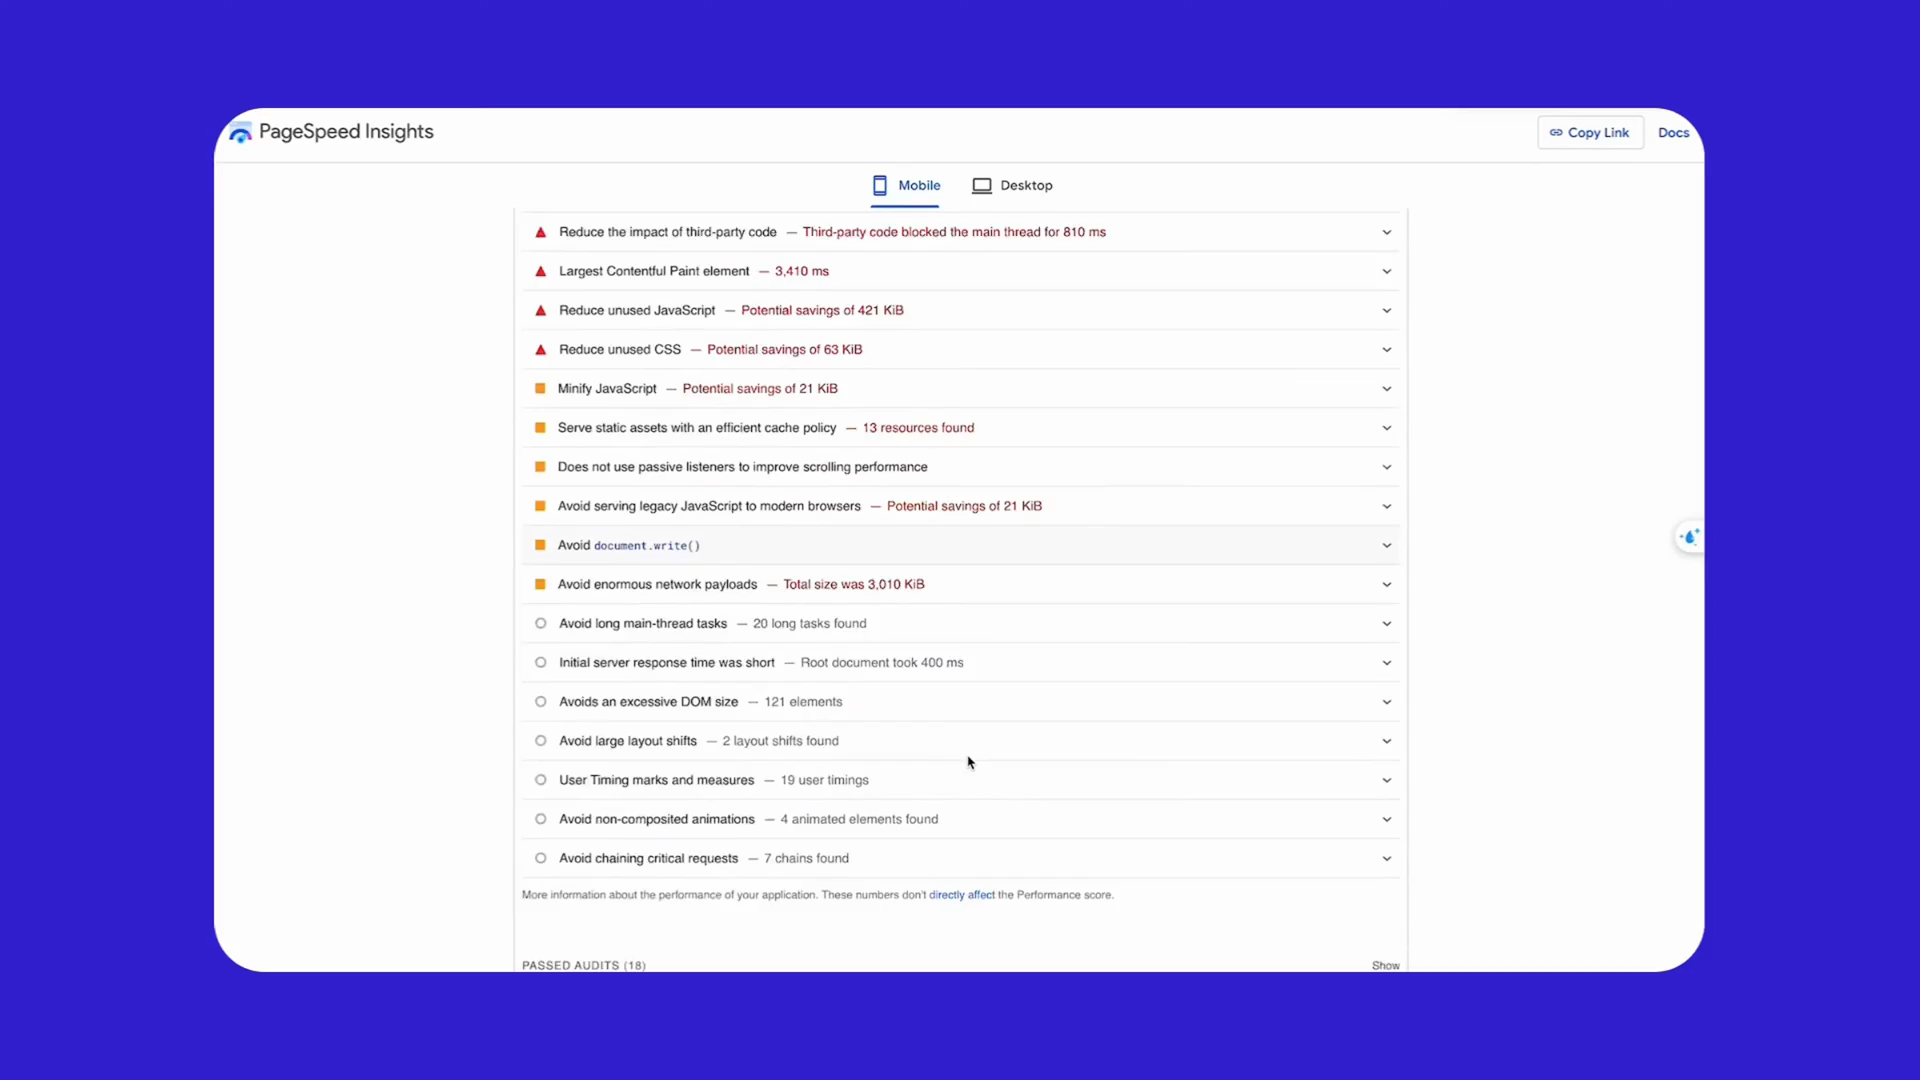 PageSpeed Insights
Copy Link
Docs
Mobile
Desktop
Reduce the impact of third-party code — Third-party code blocked the main thread for 810 ms
Largest Contentful Paint element — 3,410 ms
Reduce unused JavaScript — Potential savings of 421 KiB
Reduce unused CSS — Potential savings of 63 KiB
Minify JavaScript — Potential savings of 21 KiB
Serve static assets with an efficient cache policy — 13 resources found
Does not use passive listeners to improve scrolling performance
Avoid serving legacy JavaScript to modern browsers — Potential savings of 21 KiB
Avoid document.write()
Avoid enormous network payloads — Total size was 3,010 KiB
Avoid long main-thread tasks — 20 long tasks found
Initial server response time was short — Root document took 400 ms
Avoids an excessive DOM size — 121 elements
Avoid large layout shifts — 2 layout shifts found
User Timing marks and measures — 19 user timings
Avoid non-composited animations — 4 animated elements found
Avoid chaining critical requests — 7 chains found
More information about the performance of your application. These numbers don't directly affect the Performance score.
PASSED AUDITS (18)
Show